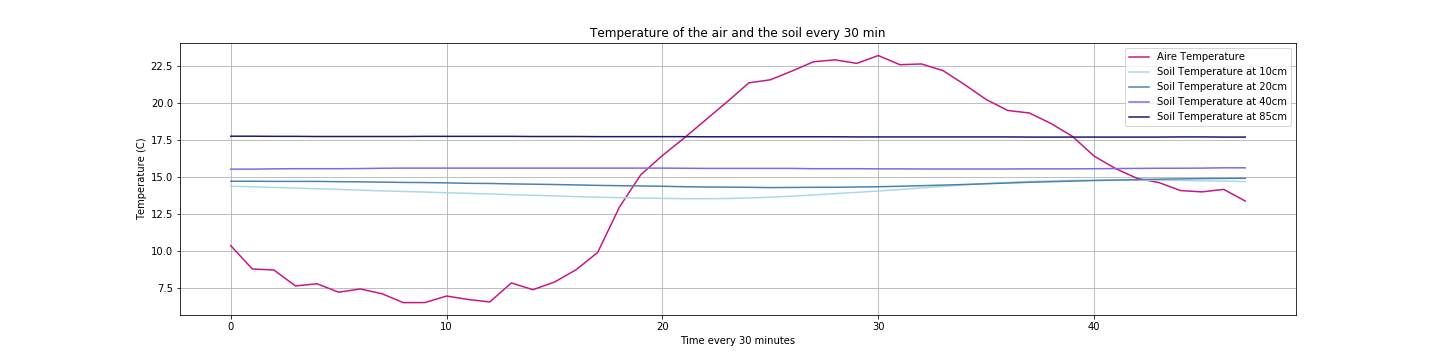 Temperature of the air and the soil every 30 min
Temperature (C)
22.5
20.0
17.5
15.0
12.5
10.0
7.5
Aire Temperature
Soil Temperature at 10cm
Soil Temperature at 20cm
Soil Temperature at 40cm
Soil Temperature at 85cm
0 10 20 30 40
Time every 30 minutes